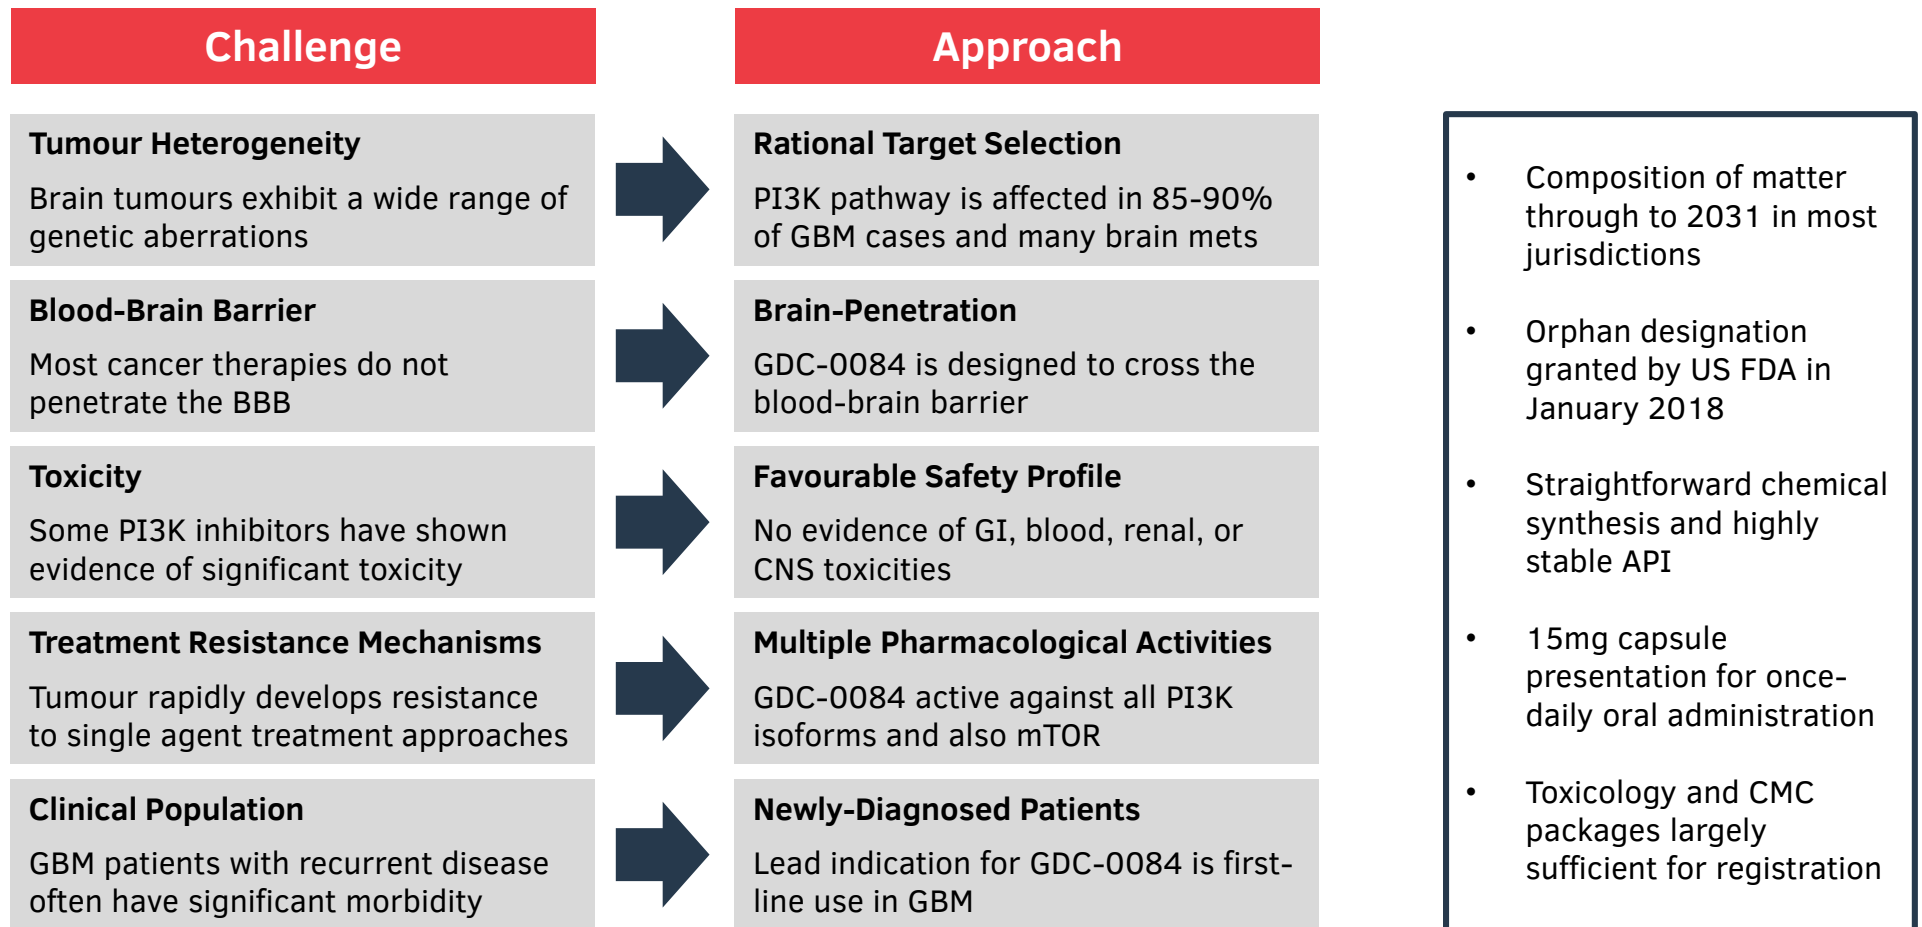 Challenge
Approach
Tumour Heterogeneity
Brain tumours exhibit a wide range of
genetic aberrations
Rational Target Selection
PI3K pathway is affected in 85-90%
of GBM cases and many brain mets
Blood-Brain Barrier
Most cancer therapies do not
penetrate the BBB
Brain-Penetration
GDC-0084 is designed to cross the
blood-brain barrier
Toxicity
Some PI3K inhibitors have shown
evidence of significant toxicity
Favourable Safety Profile
No evidence of GI, blood, renal, or
CNS toxicities
Treatment Resistance Mechanisms
Tumour rapidly develops resistance
to single agent treatment approaches
Multiple Pharmacological Activities
GDC-0084 active against all PI3K
isoforms and also mTOR
Clinical Population
GBM patients with recurrent disease
often have significant morbidity
Newly-Diagnosed Patients
Lead indication for GDC-0084 is first-
line use in GBM
• Composition of matter
through to 2031 in most
jurisdictions
• Orphan designation
granted by US FDA in
January 2018
• Straightforward chemical
synthesis and highly
stable API
• 15mg capsule
presentation for once-
daily oral administration
• Toxicology and CMC
packages largely
sufficient for registration